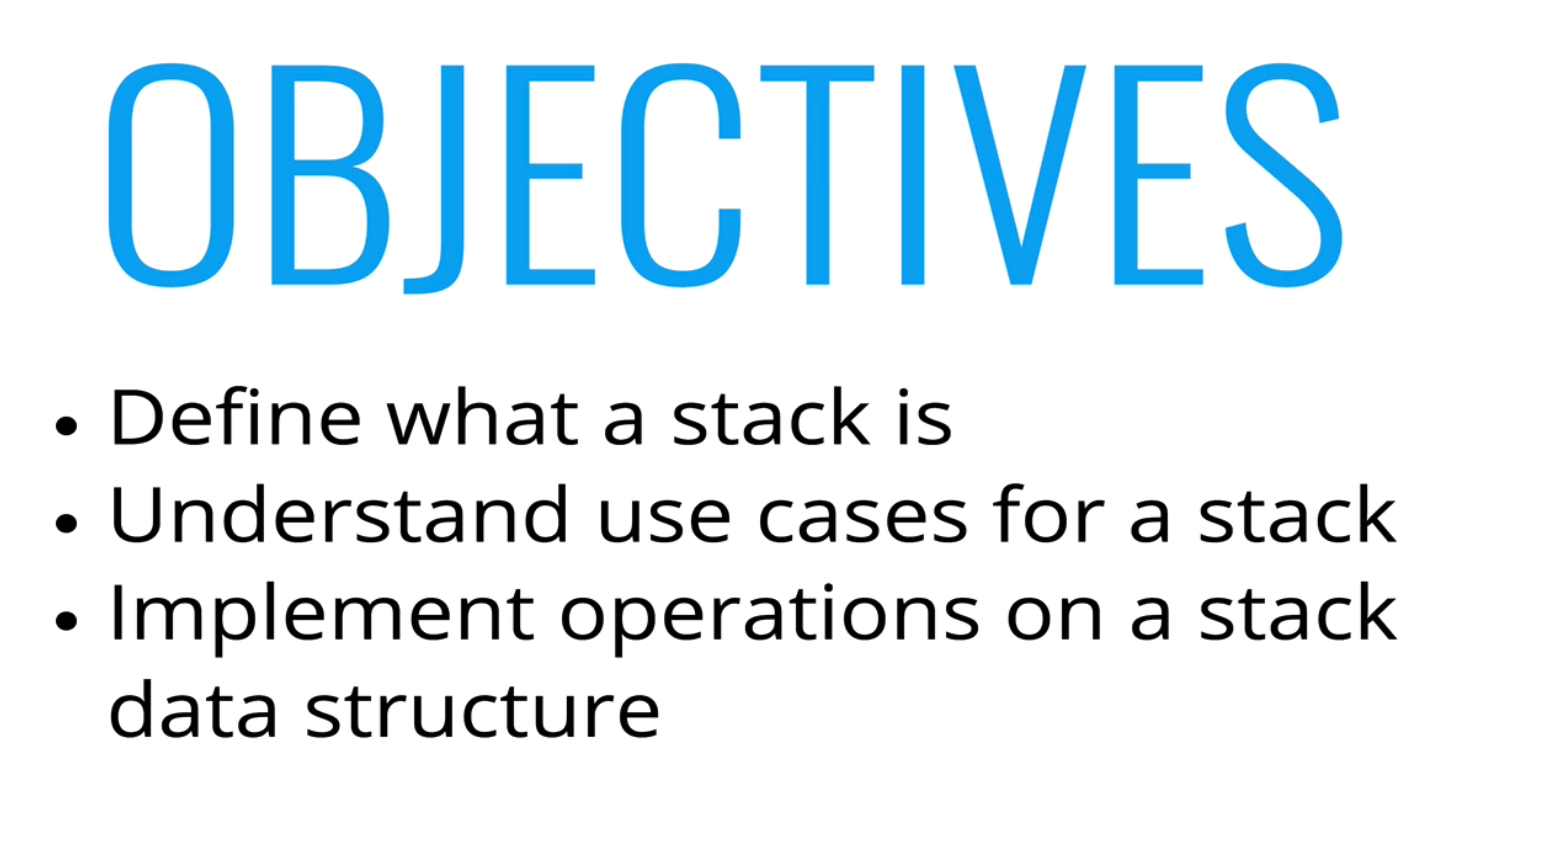 OBJECTIVES
• Define what a stack is
• Understand use cases for a stack
• Implement operations on a stack
data structure